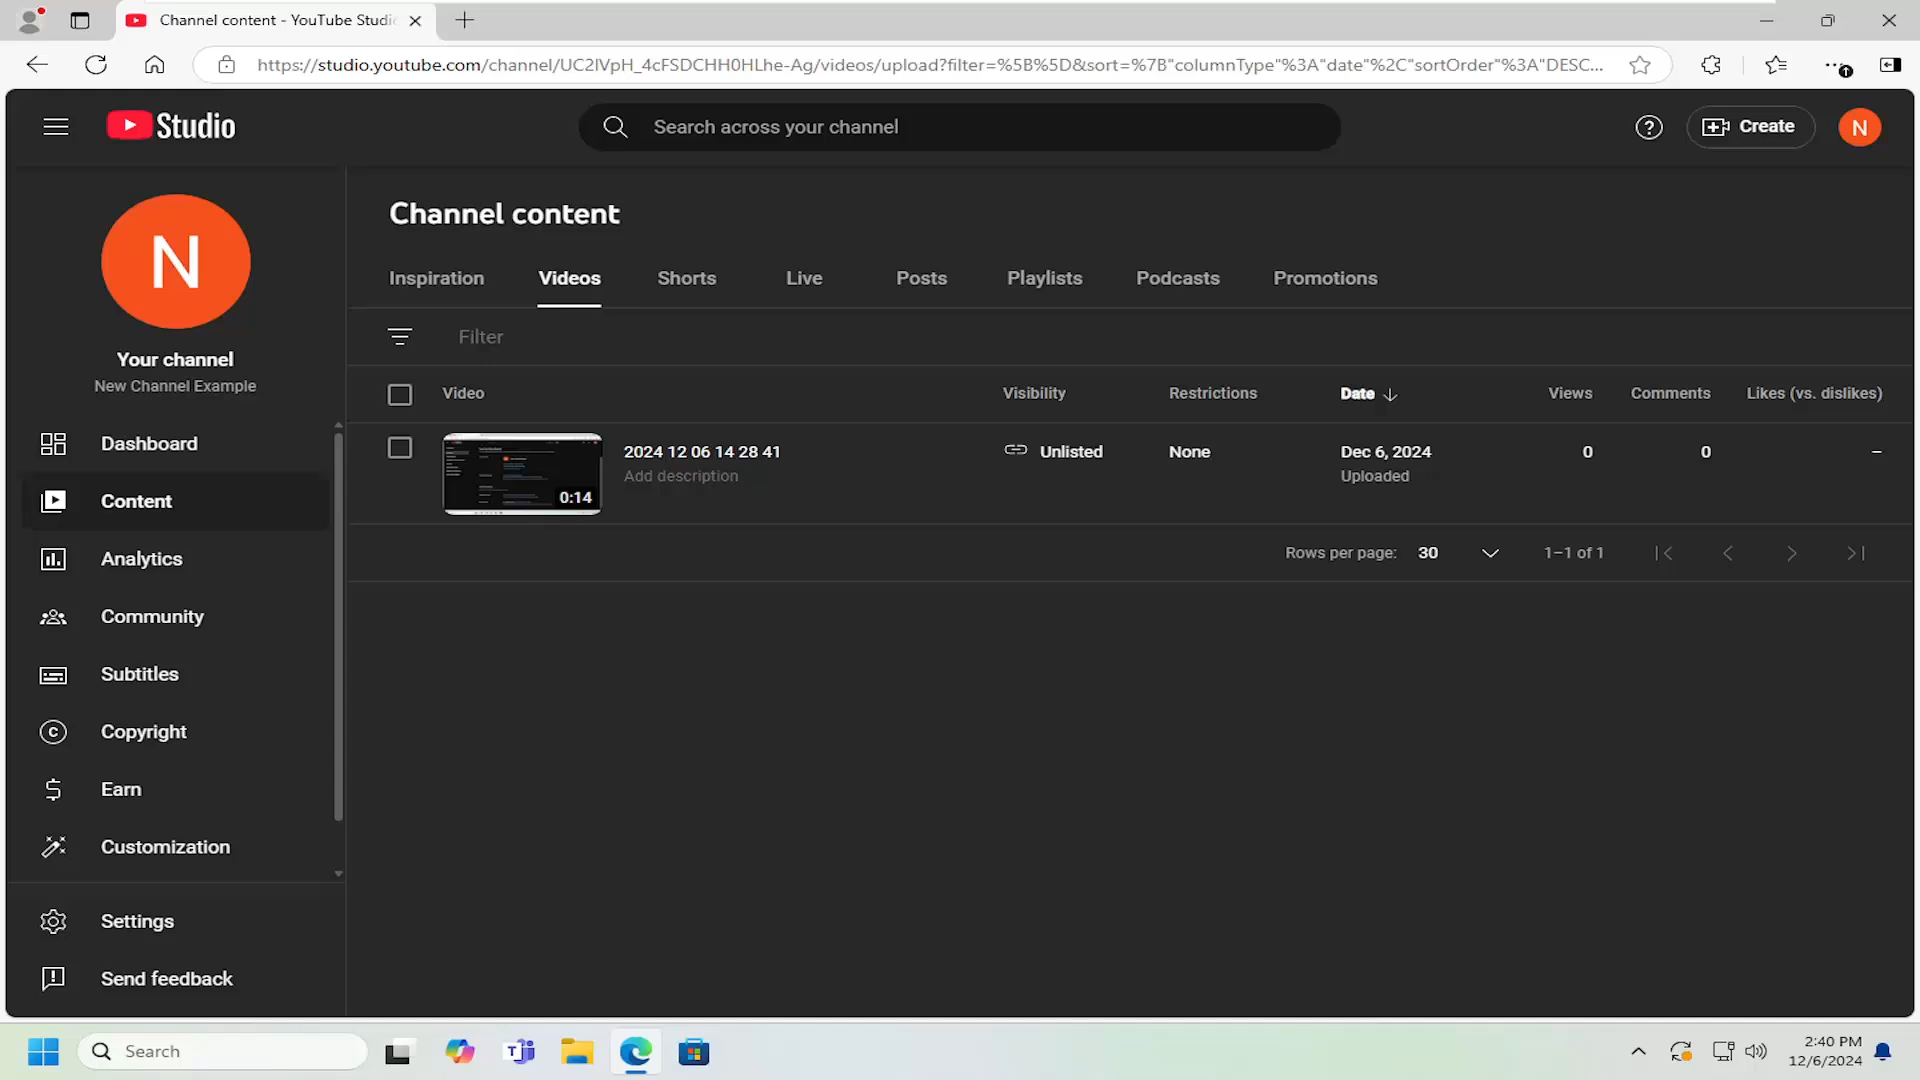 Channel content - YouTube Studi
https://studio.youtube.com/channel/UC2lVpH_4cFSDCHH0HLhe-Ag/videos/upload?filter=%5B%5D&sort=%7B"columnType"%3A"date"%2C"sortOrder"%3A"DESC...
Studio
Search across your channel
Create
N
N
Your channel
New Channel Example
Dashboard
Content
Analytics
Community
Subtitles
Copyright
Earn
Customization
Settings
Send feedback
Channel content
Inspiration Videos Shorts Live Posts Playlists Podcasts Promotions
Filter
Video Visibility Restrictions Date Views Comments Likes (vs. dislikes)
0:14
2024 12 06 14 28 41 Unlisted None Dec 6, 2024 0 0 –
Add description Uploaded
Rows per page: 30 1–1 of 1
Search
2:40 PM
12/6/2024